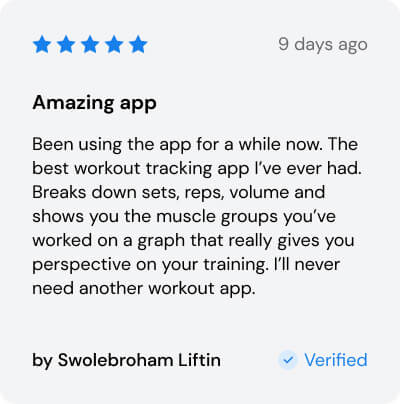 9 days ago
Amazing app
Been using the app for a while now. The
best workout tracking app I’ve ever had.
Breaks down sets, reps, volume and
shows you the muscle groups you’ve
worked on a graph that really gives you
perspective on your training. I’ll never
need another workout app.
by Swolebroham Liftin
Verified